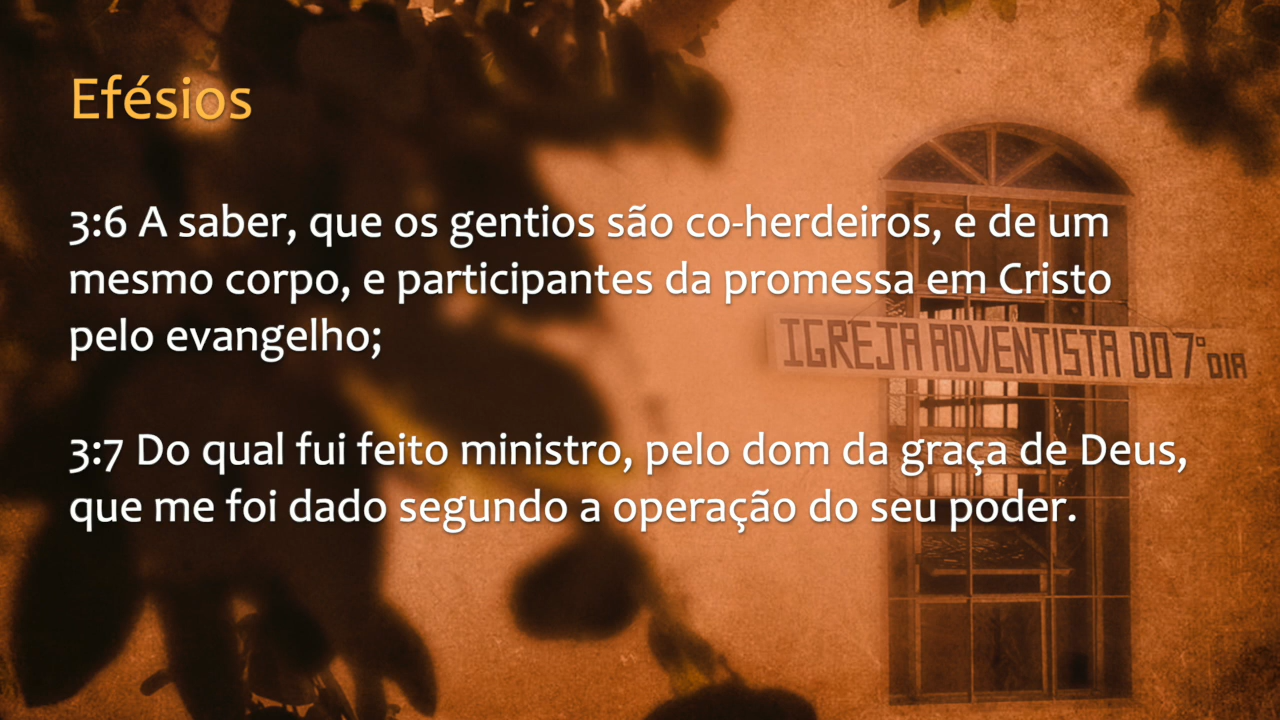 Efésios
3:6 A saber, que os gentios são co-herdeiros, e de um
mesmo corpo, e participantes da promessa em Cristo
pelo evangelho;
IGREJA ADVENTISTA DO 7° DIA
3:7 Do qual fui feito ministro, pelo dom da graça de Deus,
que me foi dado segundo a operação do seu poder.